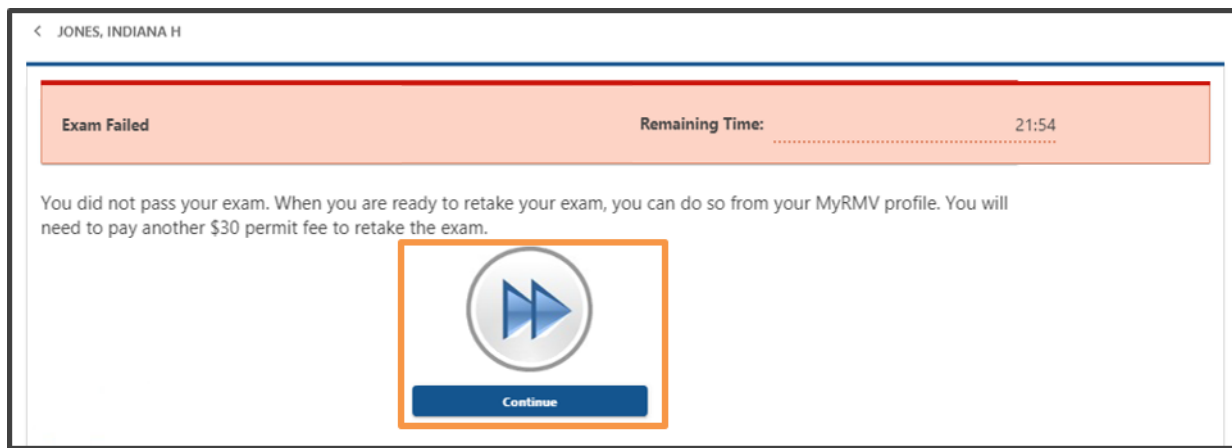 < JONES, INDIANA H
Exam Failed Remaining Time: 21:54
You did not pass your exam. When you are ready to retake your exam, you can do so from your MyRMV profile. You will
need to pay another $30 permit fee to retake the exam.
Continue